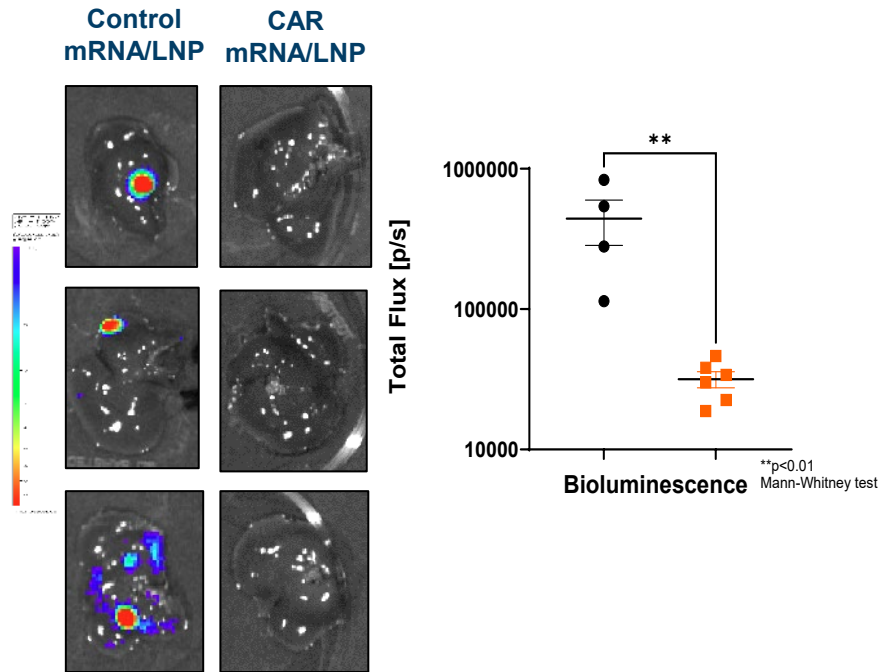 Control
mRNA/LNP
CAR
mRNA/LNP
Total Flux [p/s]
1000000
100000
10000
**
Bioluminescence
**p<0.01
Mann-Whitney test